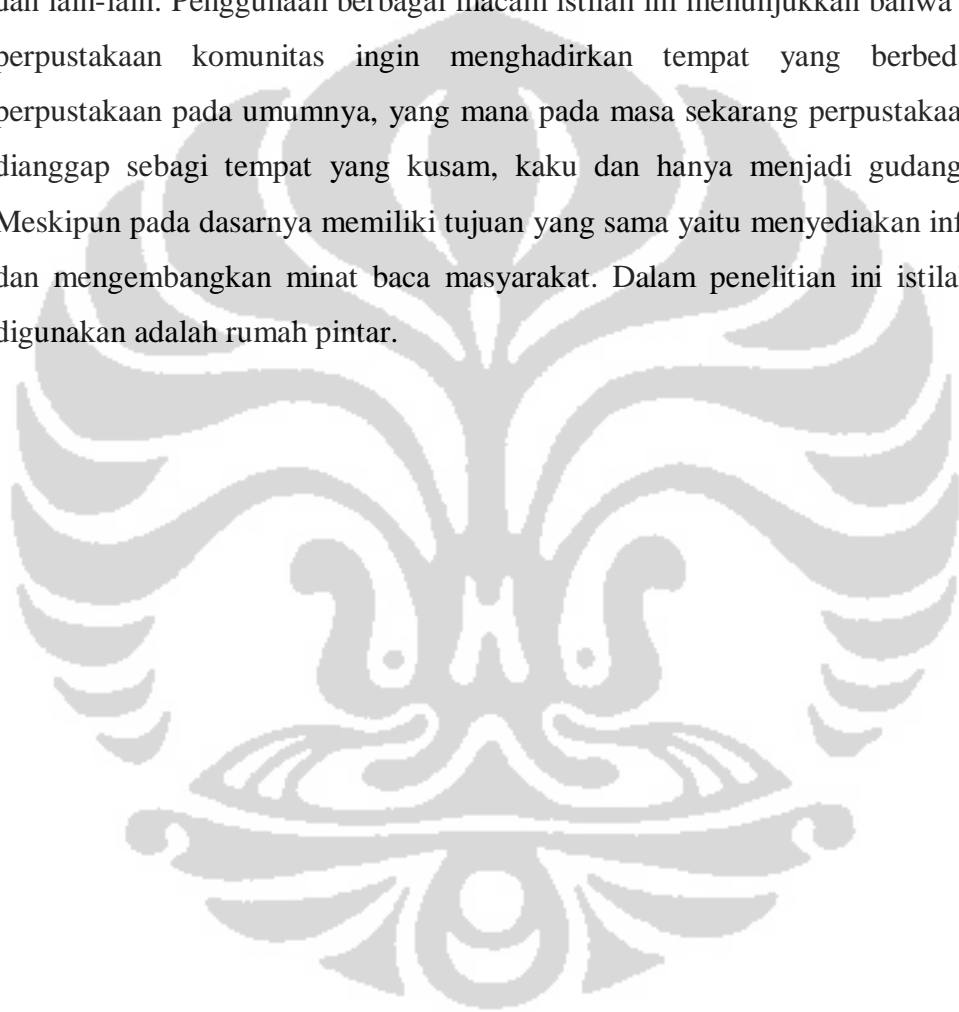 dan lain-lain. Penggunaan berbagai macam istilah ini menunjukkan bahwa
perpustakaan komunitas ingin menghadirkan tempat yang berbed
perpustakaan pada umumnya, yang mana pada masa sekarang perpustakaa
dianggap sebagi tempat yang kusam, kaku dan hanya menjadi gudang
Meskipun pada dasarnya memiliki tujuan yang sama yaitu menyediakan inf
dan mengembangkan minat baca masyarakat. Dalam penelitian ini istila
digunakan adalah rumah pintar.